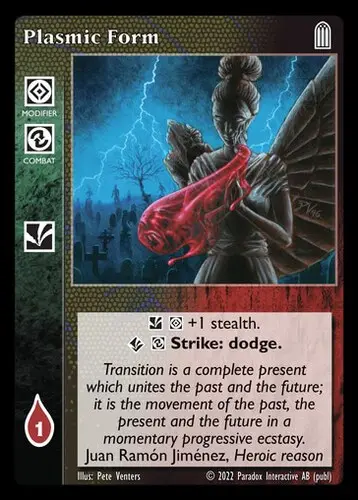 Plasmic Form
MODIFIER
COMBAT
+1 stealth.
Strike: dodge.
Transition is a complete present
which unites the past and the future;
it is the movement of the past, the
present and the future in a
momentary progressive ecstasy.
Juan Ramón Jiménez, Heroic reason
1
Illus: Pete Venters © 2022 Paradox Interactive AB (publ)